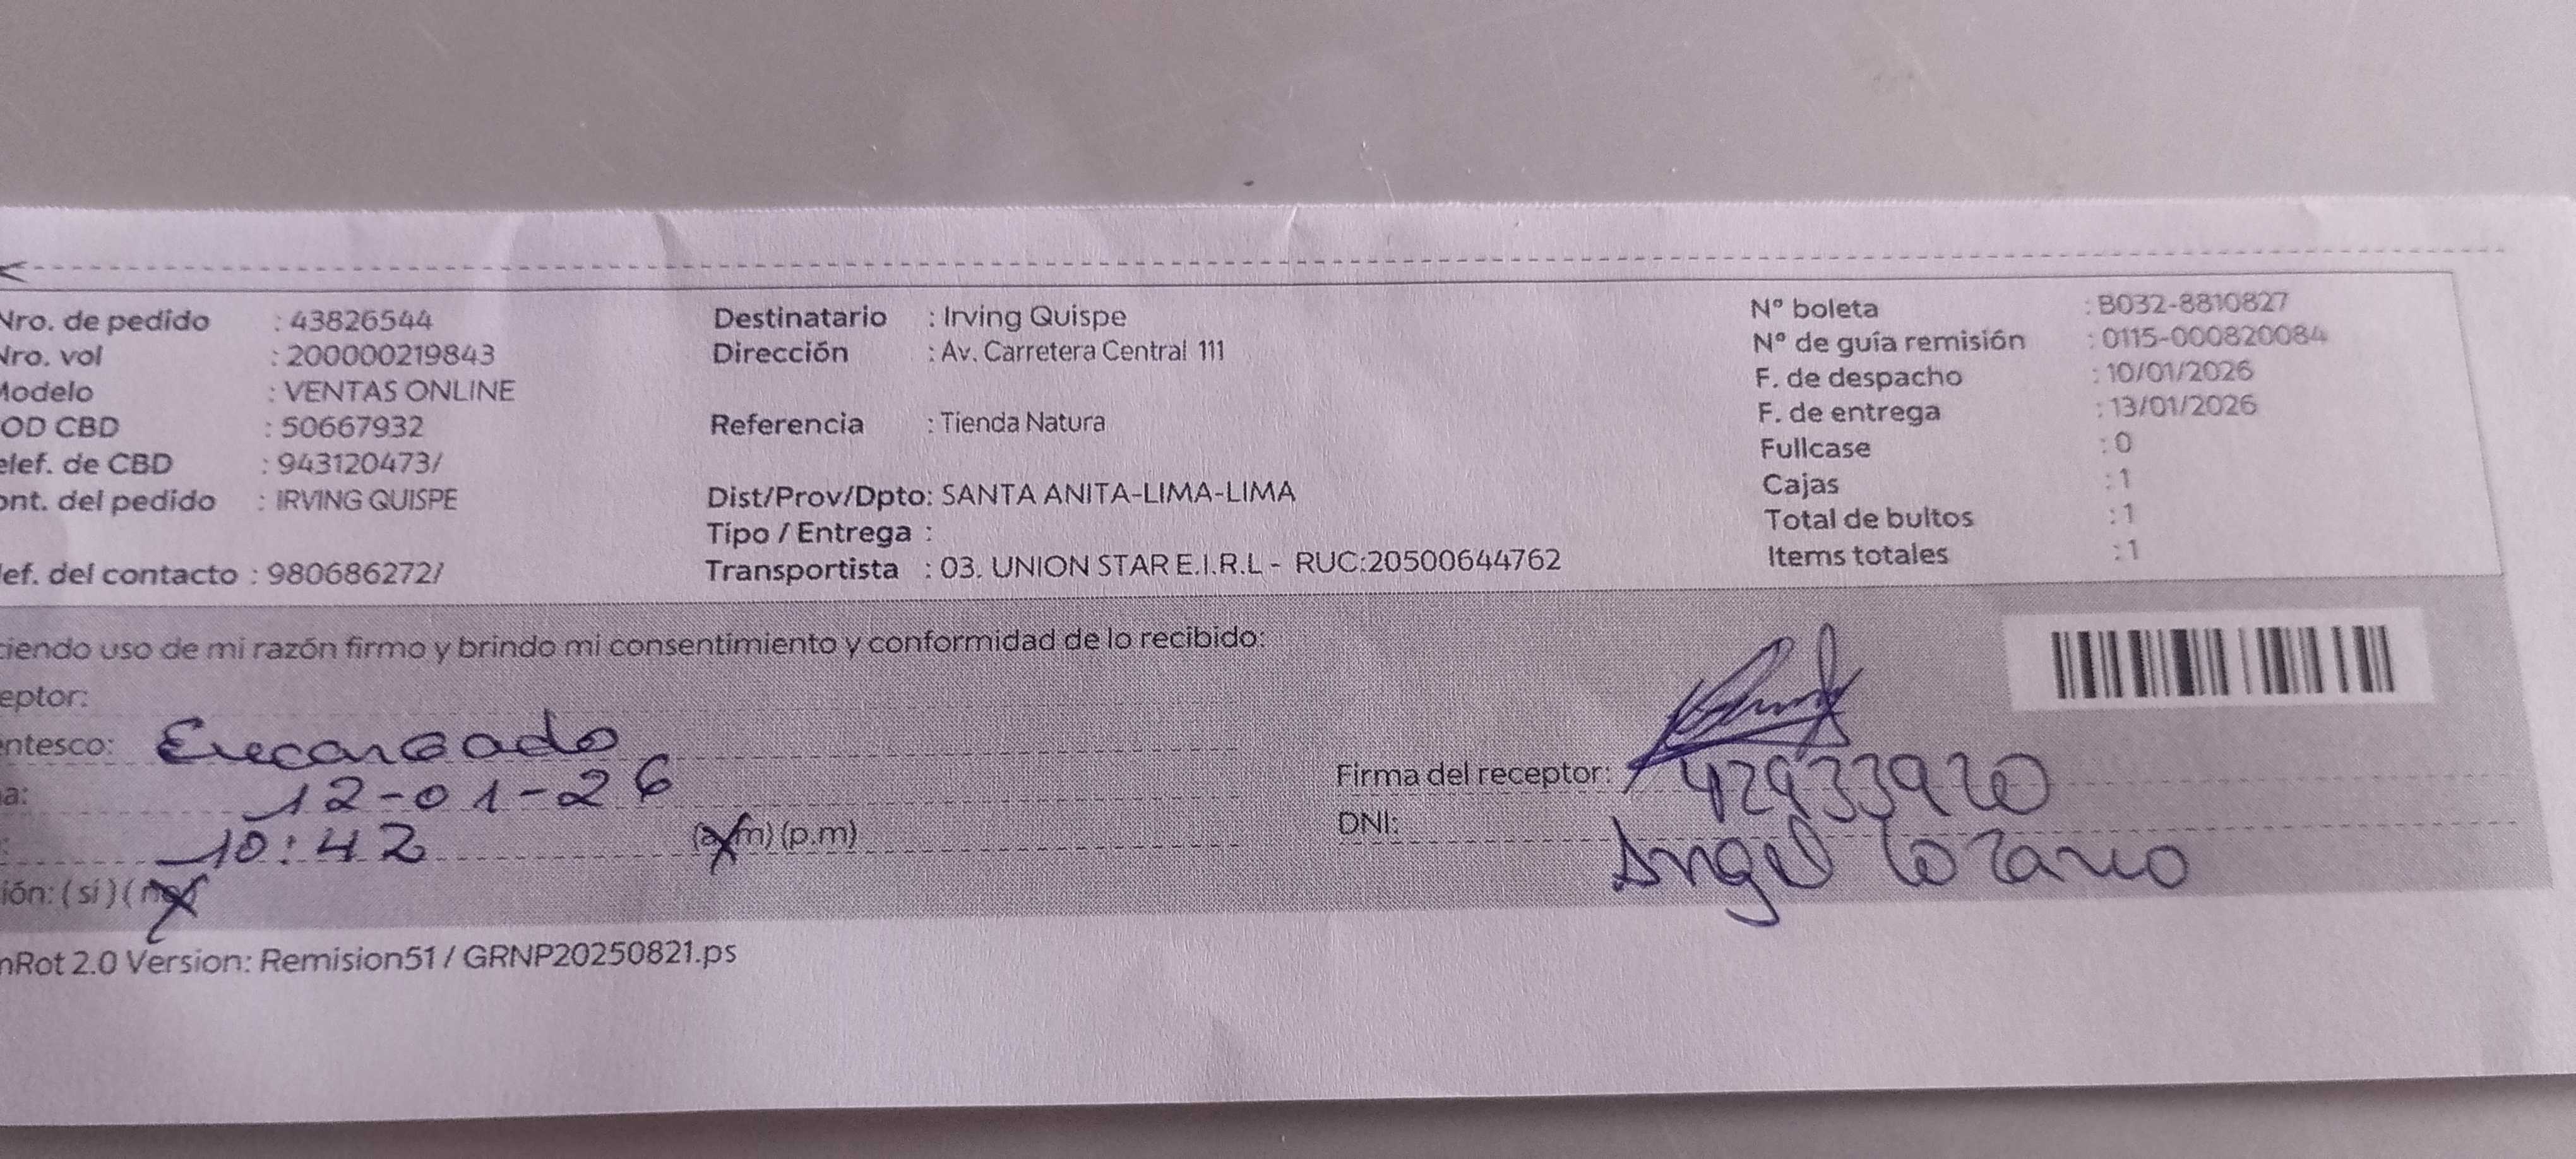 Nro. de pedido : 43826544
Nro. vol : 200000219843
Modelo : VENTAS ONLINE
OD CBD : 50667932
elef. de CBD : 943120473/
ont. del pedido : IRVING QUISPE
lef. del contacto : 980686272/
Destinatario : Irving Quispe
Dirección : Av. Carretera Central 111
Referencia : Tienda Natura
Dist/Prov/Dpto: SANTA ANITA-LIMA-LIMA
Tipo / Entrega :
Transportista : 03. UNION STAR E.I.R.L - RUC:20500644762
N° boleta : B032-8810827
N° de guía remisión : 0115-000820084
F. de despacho : 10/01/2026
F. de entrega : 13/01/2026
Fullcase : 0
Cajas : 1
Total de bultos : 1
Items totales : 1
ciendo uso de mi razón firmo y brindo mi consentimiento y conformidad de lo recibido:
eptor:
entesco: Encargado
a: 12-01-26
: 10:42 (a.m) (p.m)
ión: (si) (no)
Firma del receptor:
DNI: 42933920
Angel Lozano
nRot 2.0 Version: Remision51 / GRNP20250821.ps